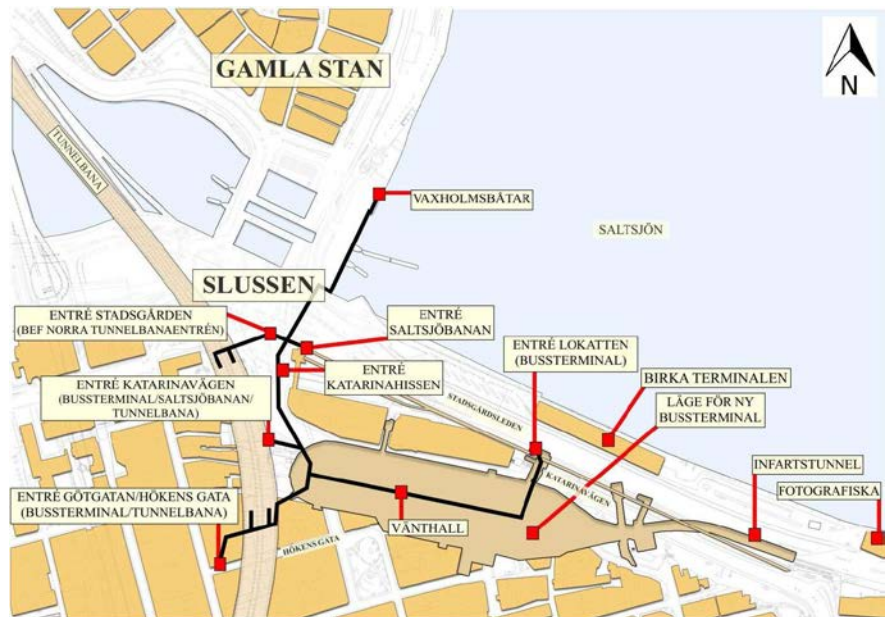 GAMLA STAN
N
TUNNELBANA
VAXHOLMSBÅTAR
SALTSJÖN
SLUSSEN
ENTRÉ STADSGÅRDEN
(BEF NORRA TUNNELBANAENTRÉN)
ENTRÉ
SALTSJÖBANAN
ENTRÉ LOKATTEN
(BUSSTERMINAL)
ENTRÉ
KATARINAHISSEN
BIRKA TERMINALEN
ENTRÉ KATARINAVÄGEN
(BUSSTERMINAL/SALTSJÖBANAN/
TUNNELBANA)
STADSGÅRDSLEDEN
LÄGE FÖR NY
BUSSTERMINAL
KATARINAVÄGEN
INFARTSTUNNEL
FOTOGRAFISKA
ENTRÉ GÖTGATAN/HÖKENS GATA
(BUSSTERMINAL/TUNNELBANA)
VÄNTHALL
HÖKENS GATA